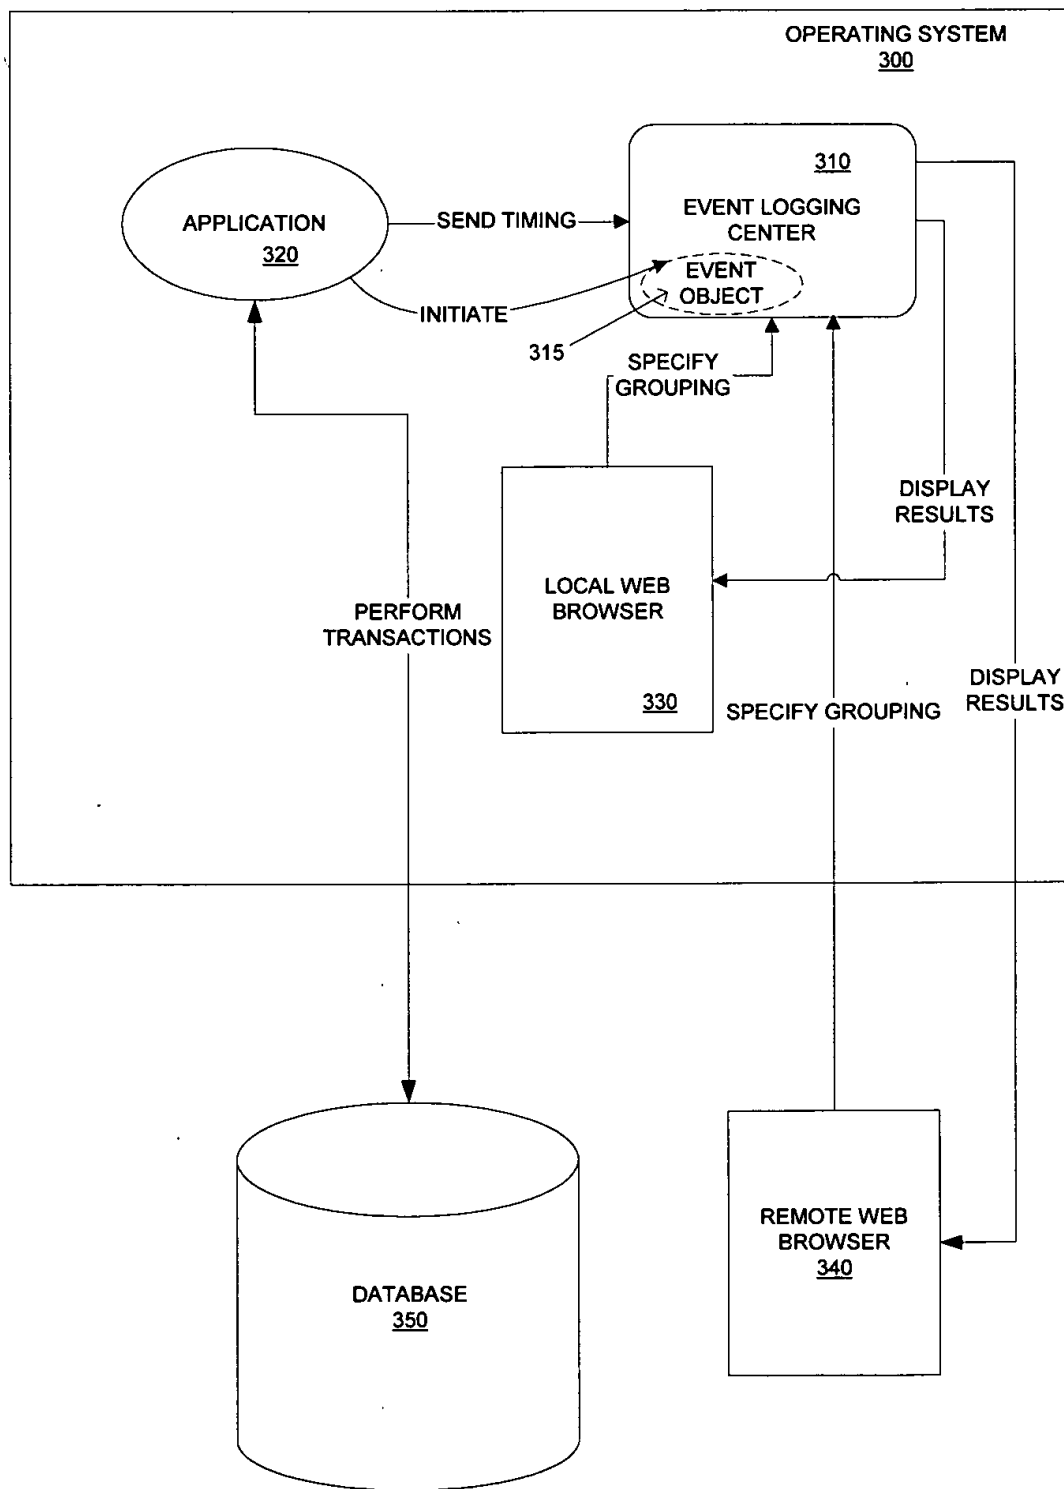 OPERATING SYSTEM
300
310
EVENT LOGGING
CENTER
APPLICATION
320
SEND TIMING
EVENT
OBJECT
INITIATE
315
SPECIFY
GROUPING
DISPLAY
RESULTS
LOCAL WEB
BROWSER
330
PERFORM
TRANSACTIONS
DISPLAY
RESULTS
SPECIFY GROUPING
REMOTE WEB
BROWSER
340
DATABASE
350